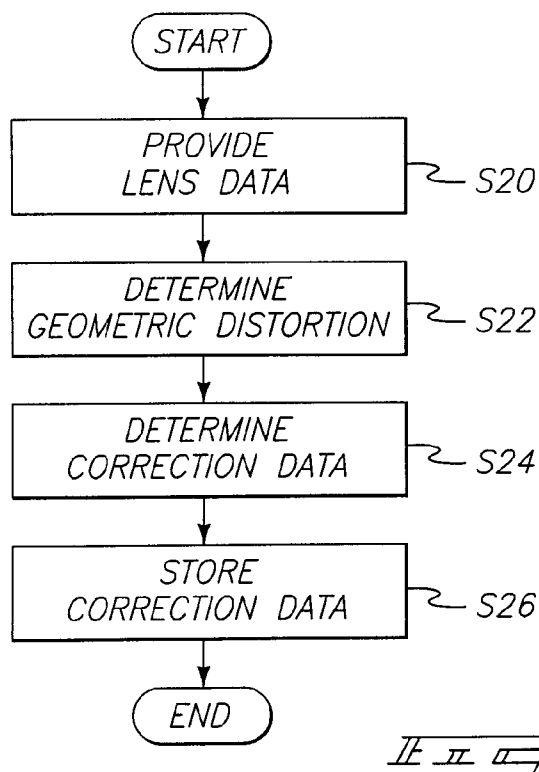 START
PROVIDE
LENS DATA
S20
DETERMINE
GEOMETRIC DISTORTION
S22
DETERMINE
CORRECTION DATA
S24
STORE
CORRECTION DATA
S26
END